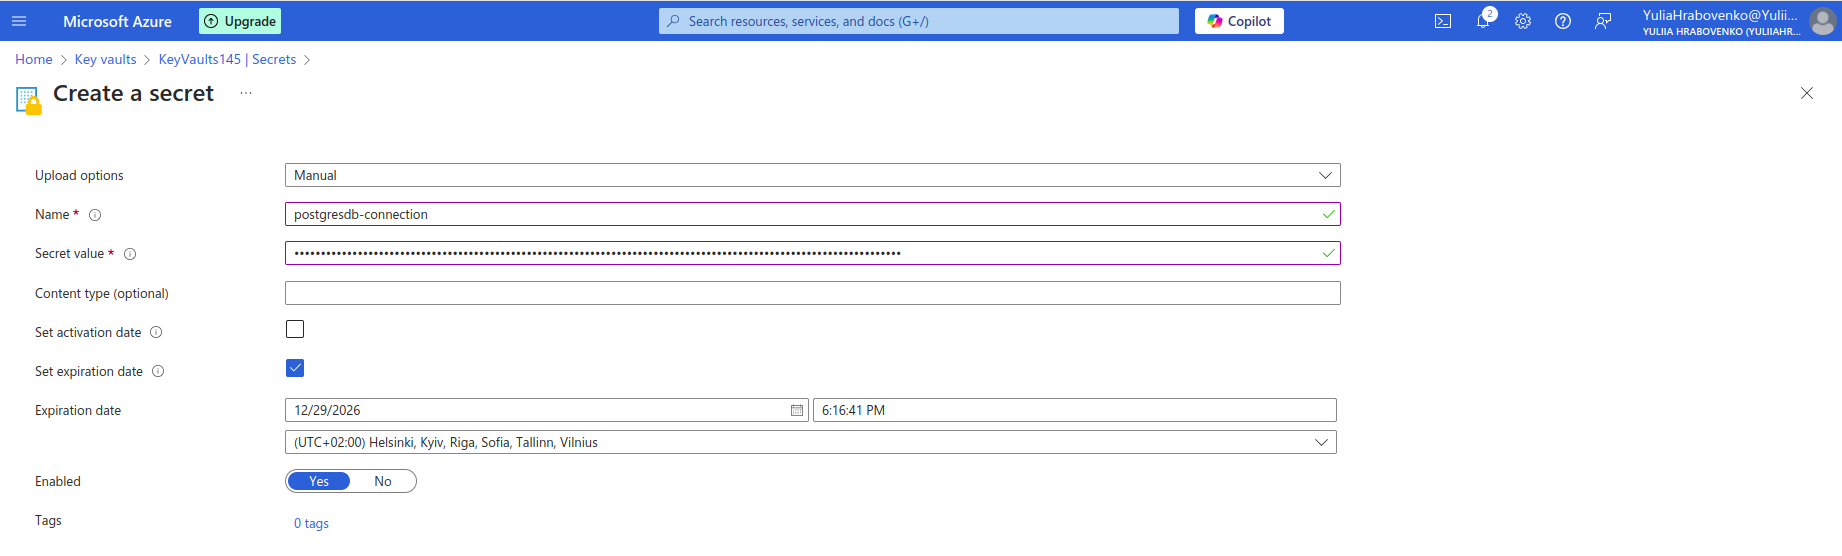 Microsoft Azure
Upgrade
Search resources, services, and docs (G+/)
Copilot
2
YuliaHrabovenko@Yulii...
YULIIA HRABOVENKO (YULIIAHR...
Home > Key vaults > KeyVaults145 | Secrets >
Create a secret ...
Upload options Manual
Name * postgresdb-connection
Secret value *
Content type (optional)
Set activation date
Set expiration date
Expiration date 12/29/2026 6:16:41 PM
(UTC+02:00) Helsinki, Kyiv, Riga, Sofia, Tallinn, Vilnius
Enabled Yes No
Tags 0 tags